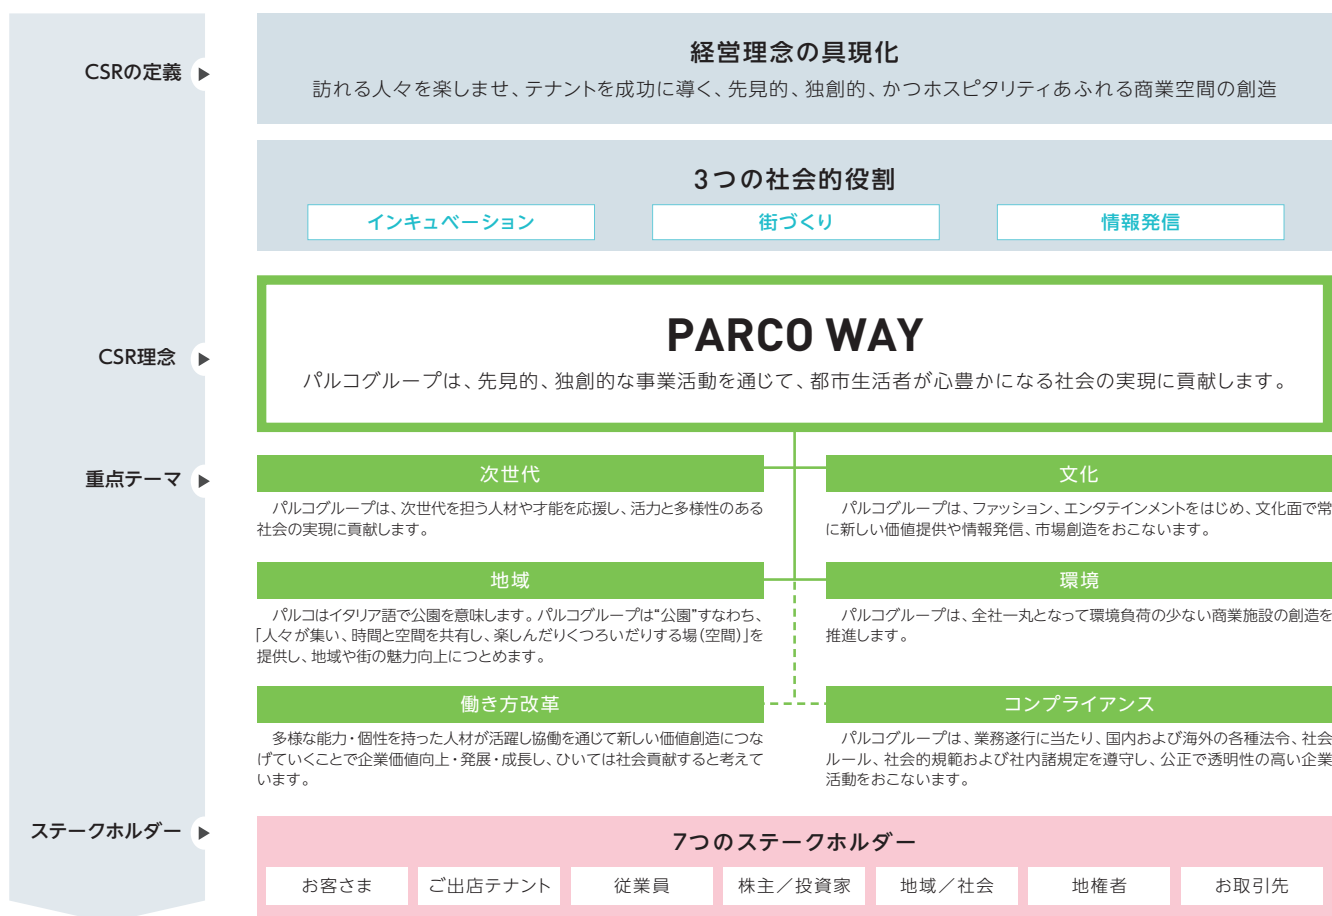 CSRの定義
経営理念の具現化
訪れる人々を楽しませ、テナントを成功に導く、先見的、独創的、かつホスピタリティあふれる商業空間の創造
3つの社会的役割
インキュベーション
街づくり
情報発信
CSR理念
PARCO WAY
パルコグループは、先見的、独創的な事業活動を通じて、都市生活者が心豊かになる社会の実現に貢献します。
重点テーマ
次世代
パルコグループは、次世代を担う人材や才能を応援し、活力と多様性のある
社会の実現に貢献します。
文化
パルコグループは、ファッション、エンタテインメントをはじめ、文化面で常
に新しい価値提供や情報発信、市場創造をおこないます。
地域
パルコはイタリア語で公園を意味します。パルコグループは“公園”すなわち、
「人々が集い、時間と空間を共有し、楽しんだりくつろいだりする場(空間)」を
提供し、地域や街の魅力向上につとめます。
環境
パルコグループは、全社一丸となって環境負荷の少ない商業施設の創造を
推進します。
働き方改革
多様な能力・個性を持った人材が活躍し協働を通じて新しい価値創造につな
げていくことで企業価値向上・発展・成長し、ひいては社会貢献すると考えて
います。
コンプライアンス
パルコグループは、業務遂行に当たり、国内および海外の各種法令、社会
ルール、社会的規範および社内諸規定を遵守し、公正で透明性の高い企業
活動をおこないます。
ステークホルダー
7つのステークホルダー
お客さま
ご出店テナント
従業員
株主／投資家
地域／社会
地権者
お取引先